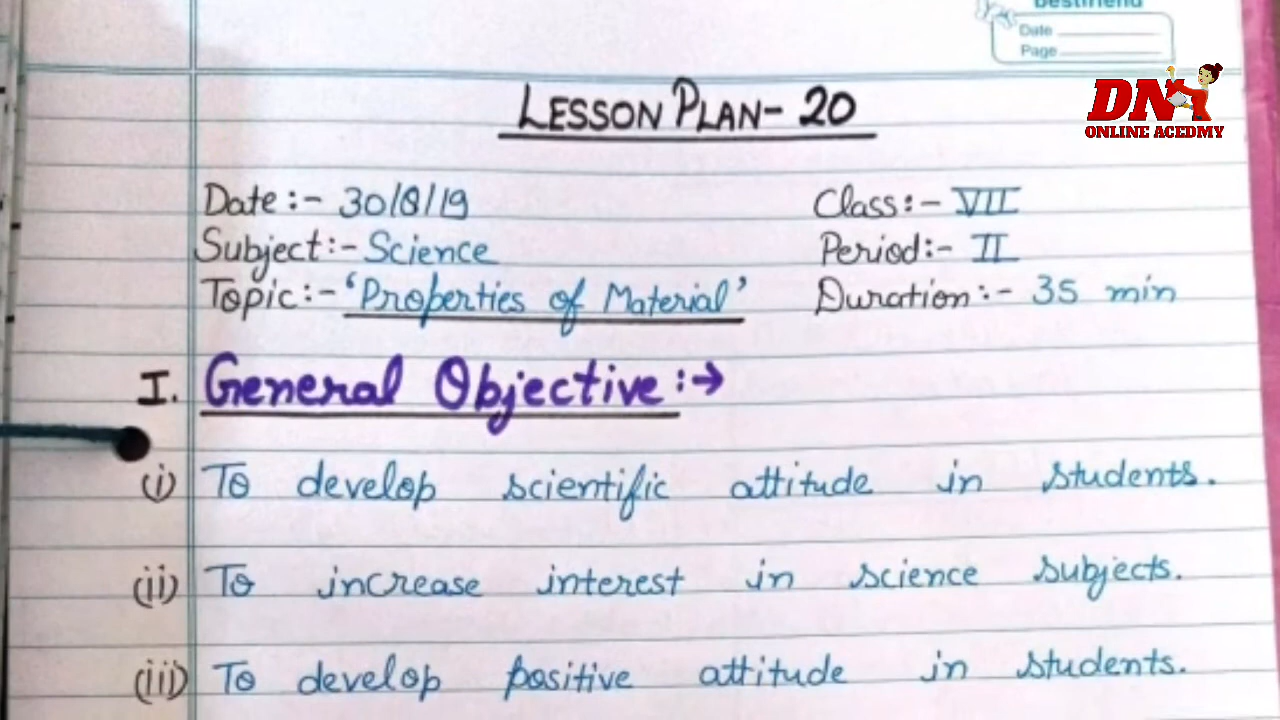 Bestfriend
Date
Page
DN
ONLINE ACEDMY
LESSON PLAN- 20
Date :- 30/8/19
Class:- VII
Subject:- Science
Period:- II
Topic :- 'Properties of Material'
Duration:- 35 min
I. General Objective:→
(i) To develop scientific attitude in students.
(ii) To increase interest in science subjects.
(iii) To develop positive attitude in students.